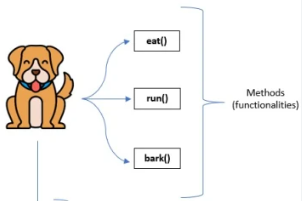 eat()
run()
bark()
Methods
(functionalities)